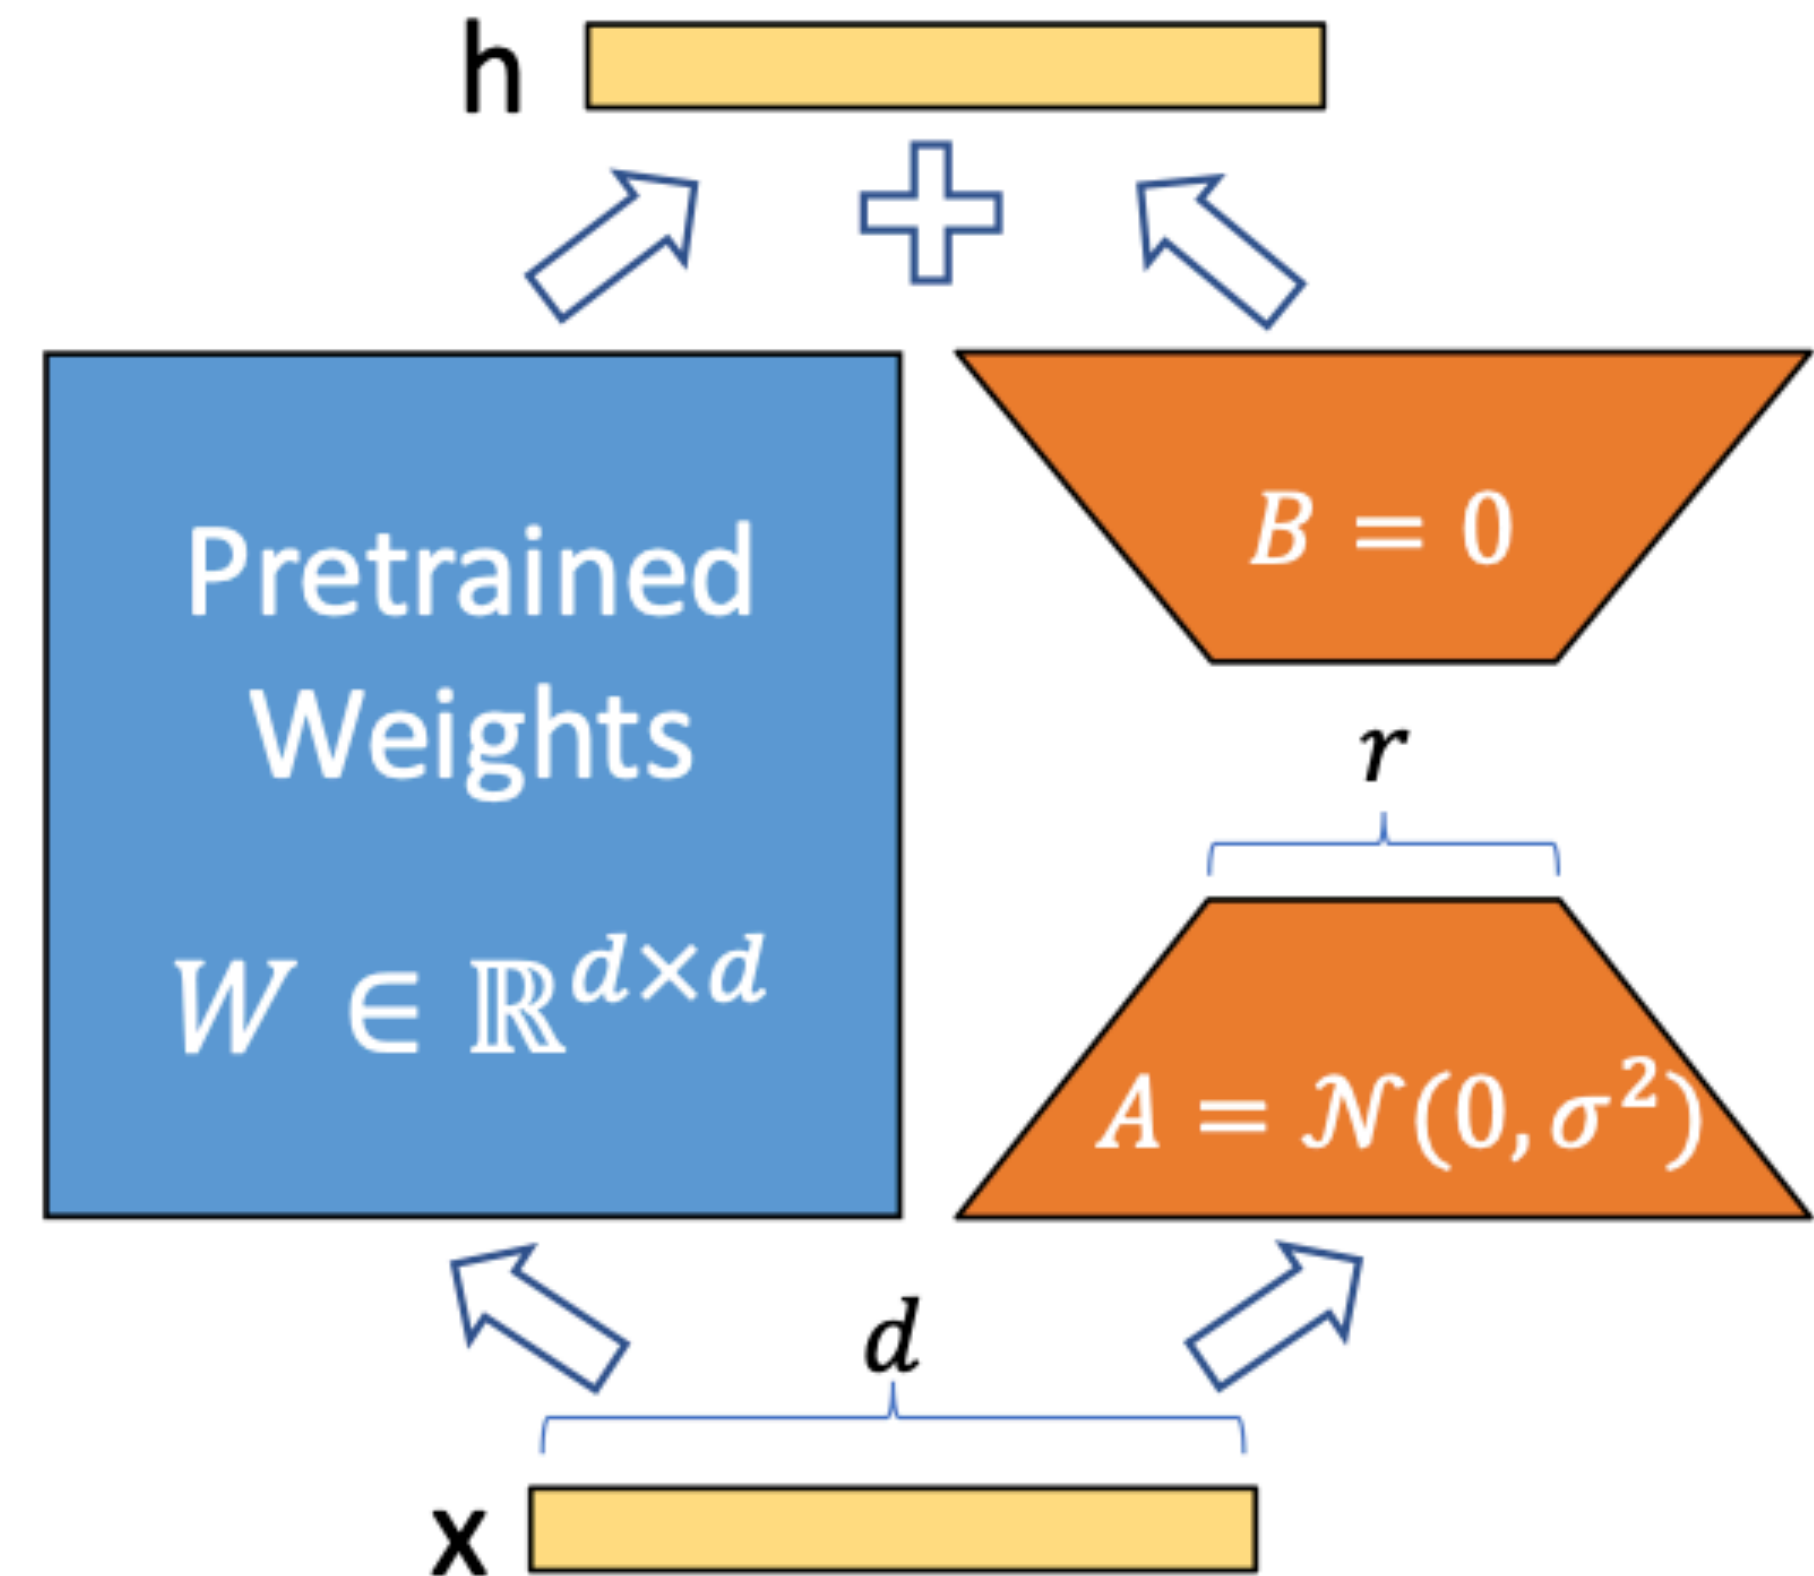 h
Pretrained
Weights
W ∈ ℝ^{d×d}
B = 0
r
A = 𝒩(0, σ²)
d
x